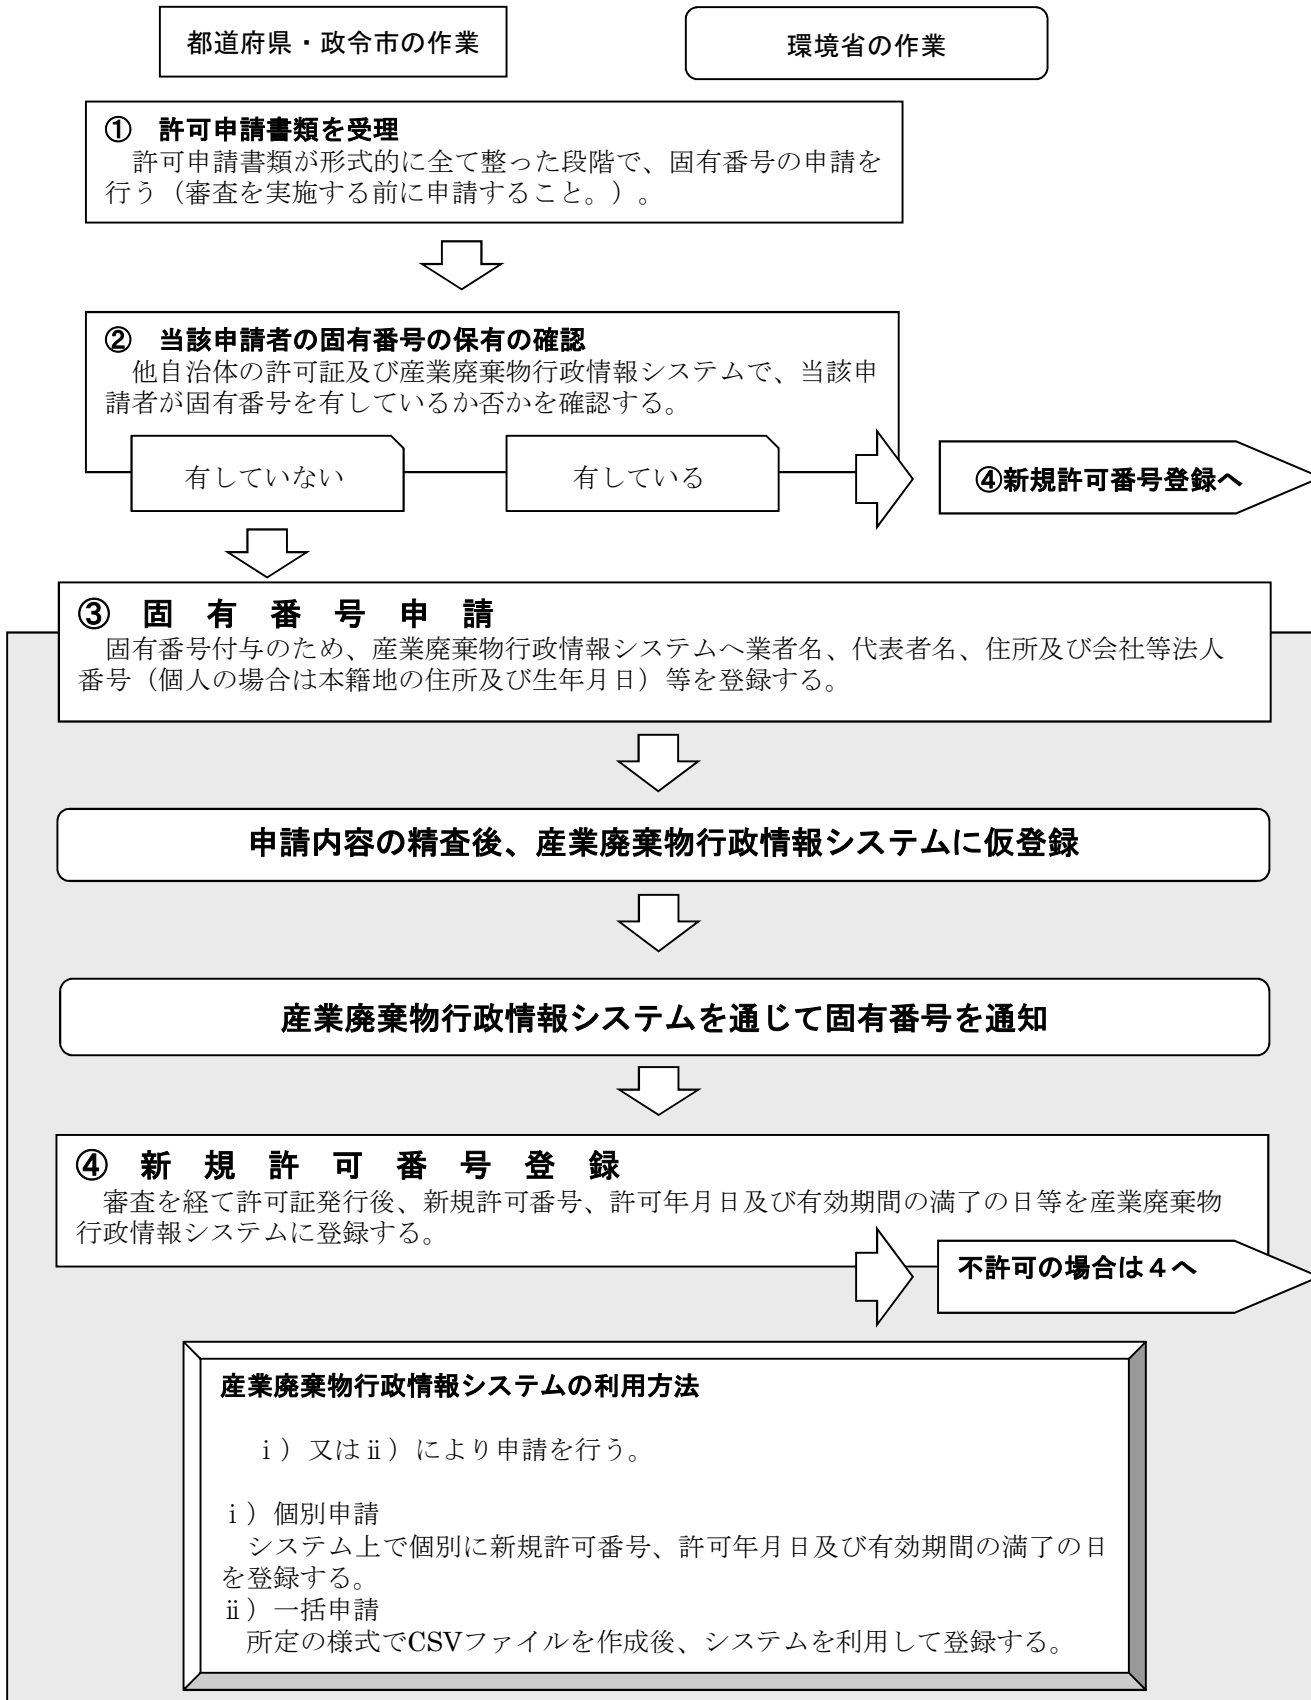 都道府県・政令市の作業
環境省の作業
① 許可申請書類を受理
許可申請書類が形式的に全て整った段階で、固有番号の申請を
行う（審査を実施する前に申請すること。）。
② 当該申請者の固有番号の保有の確認
他自治体の許可証及び産業廃棄物行政情報システムで、当該申
請者が固有番号を有しているか否かを確認する。
有していない
有している
④新規許可番号登録へ
③ 固 有 番 号 申 請
固有番号付与のため、産業廃棄物行政情報システムへ業者名、代表者名、住所及び会社等法人
番号（個人の場合は本籍地の住所及び生年月日）等を登録する。
申請内容の精査後、産業廃棄物行政情報システムに仮登録
産業廃棄物行政情報システムを通じて固有番号を通知
④ 新 規 許 可 番 号 登 録
審査を経て許可証発行後、新規許可番号、許可年月日及び有効期間の満了の日等を産業廃棄物
行政情報システムに登録する。
不許可の場合は４へ
産業廃棄物行政情報システムの利用方法
ⅰ）又はⅱ）により申請を行う。
ⅰ）個別申請
システム上で個別に新規許可番号、許可年月日及び有効期間の満了の日
を登録する。
ⅱ）一括申請
所定の様式でCSVファイルを作成後、システムを利用して登録する。